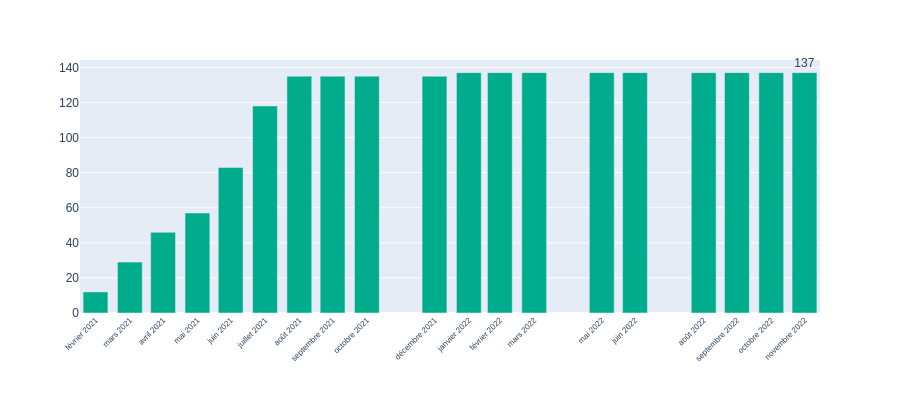 137
140
120
100
80
60
40
20
0
février 2021
mars 2021
avril 2021
mai 2021
juin 2021
juillet 2021
août 2021
septembre 2021
octobre 2021
décembre 2021
janvier 2022
février 2022
mars 2022
mai 2022
juin 2022
août 2022
septembre 2022
octobre 2022
novembre 2022